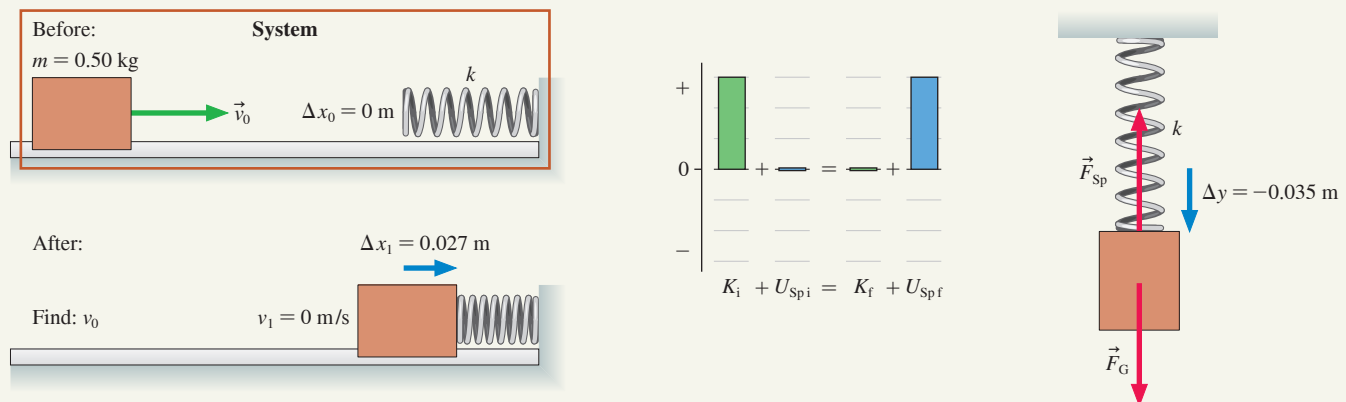 Before:
System
m = 0.50 kg
k
v⃗₀
Δx₀ = 0 m
After:
Δx₁ = 0.027 m
Find: v₀
v₁ = 0 m/s
+
0
+ = +
−
Kᵢ + U_Sp i = K_f + U_Sp f
k
F⃗_Sp
Δy = −0.035 m
F⃗_G